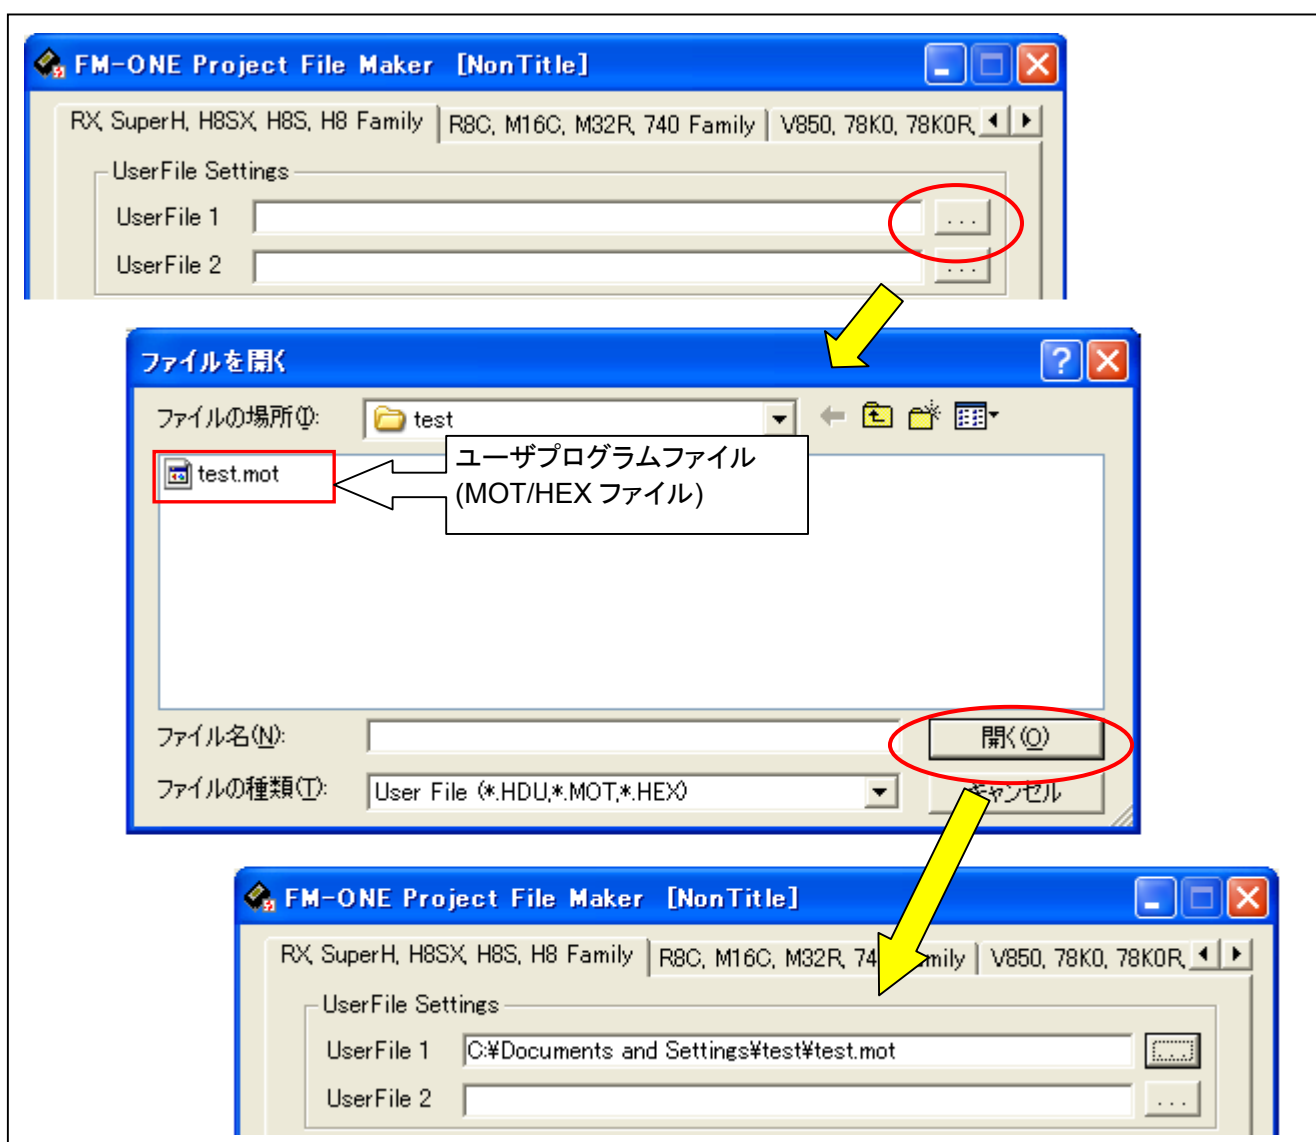 FM-ONE Project File Maker [NonTitle]
RX, SuperH, H8SX, H8S, H8 Family R8C, M16C, M32R, 740 Family V850, 78K0, 78K0R,
UserFile Settings
UserFile 1 ...
UserFile 2 ...
ファイルを開く
ファイルの場所(I): test
test.mot
ユーザプログラムファイル
(MOT/HEX ファイル)
ファイル名(N): 開く(O)
ファイルの種類(T): User File (*.HDU,*.MOT,*.HEX) キャンセル
FM-ONE Project File Maker [NonTitle]
RX, SuperH, H8SX, H8S, H8 Family R8C, M16C, M32R, 74 mily V850, 78K0, 78K0R,
UserFile Settings
UserFile 1 C:¥Documents and Settings¥test¥test.mot ...
UserFile 2 ...